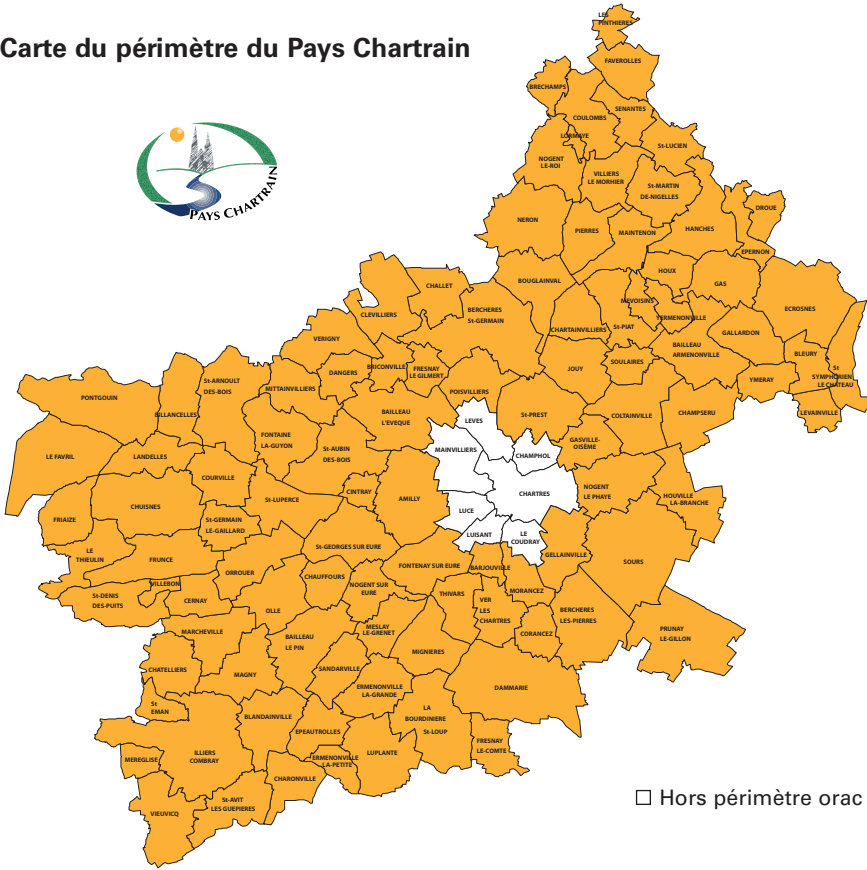 Carte du périmètre du Pays Chartrain
PAYS CHARTRAIN
LES
PINTHIERES
FAVEROLLES
BRECHAMPS
SENANTES
COULOMBS
LORMAYE
St-LUCIEN
NOGENT
LE-ROI
VILLIERS
LE MORHIER
St-MARTIN
DE-NIGELLES
DROUE
NERON
PIERRES
MAINTENON
HANCHES
EPERNON
HOUX
BOUGLAINVAL
GAS
CHALLET
MEVOISINS
ECROSNES
CLEVILLIERS
BERCHERES
St-GERMAIN
YERMENONVILLE
CHARTAINVILLIERS
St-PIAT
GALLARDON
VERIGNY
BAILLEAU
ARMENONVILLE
BLEURY
SOULAIRES
JOUY
BRICONVILLE
FRESNAY
LE GILMERT
DANGERS
St
SYMPHORIEN
LE CHATEAU
YMERAY
St-ARNOULT
DES-BOIS
MITTAINVILLIERS
POISVILLIERS
PONTGOUIN
BILLANCELLES
BAILLEAU
L'EVEQUE
LEVES
St-PREST
COLTAINVILLE
CHAMPSERU
LEVAINVILLE
FONTAINE
LA-GUYON
GASVILLE-
OISÈME
St-AUBIN
DES-BOIS
MAINVILLIERS
CHAMPHOL
LE FAVRIL
LANDELLES
COURVILLE
NOGENT
LE PHAYE
CINTRAY
CHARTRES
HOUVILLE
LA-BRANCHE
St-LUPERCE
AMILLY
CHUISNES
LUCE
FRIAIZE
St-GERMAIN
LE-GAILLARD
LUISANT
LE
COUDRAY
St-GEORGES SUR EURE
GELLAINVILLE
LE
THIEULIN
FRUNCE
SOURS
FONTENAY SUR EURE
BARJOUVILLE
ORROUER
CHAUFFOURS
VILLEBON
NOGENT SUR
EURE
MORANCEZ
St-DENIS
DES-PUITS
THIVARS
CERNAY
VER
LES
CHARTRES
OLLE
BERCHERES
LES-PIERRES
MESLAY
LE-GRENET
PRUNAY
LE-GILLON
MARCHEVILLE
CORANCEZ
BAILLEAU
LE PIN
MIGNIERES
CHATELLIERS
SANDARVILLE
MAGNY
ERMENONVILLE
LA-GRANDE
DAMMARIE
St
EMAN
LA
BOURDINIERE
St-LOUP
BLANDAINVILLE
EPEAUTROLLES
FRESNAY
LE-COMTE
ILLIERS
COMBRAY
LUPLANTE
MEREGLISE
ERMENONVILLE
LA-PETITE
CHARONVILLE
St-AVIT
LES GUEPIERES
VIEUVICQ
Hors périmètre orac